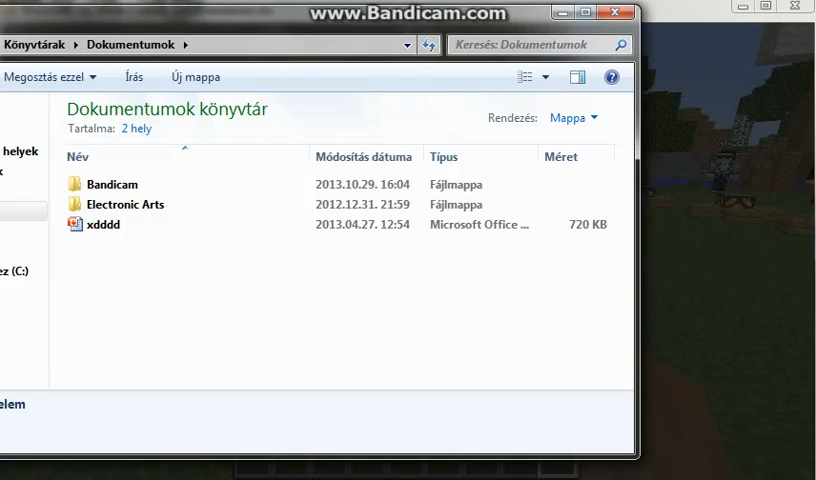 www.Bandicam.com
Könyvtárak ▸ Dokumentumok ▸
Keresés: Dokumentumok
Megosztás ezzel Írás Új mappa
Dokumentumok könyvtár
Tartalma: 2 hely
Rendezés: Mappa
helyek
Név Módosítás dátuma Típus Méret
Bandicam 2013.10.29. 16:04 Fájlmappa
Electronic Arts 2012.12.31. 21:59 Fájlmappa
xdddd 2013.04.27. 12:54 Microsoft Office ... 720 KB
ez (C:)
elem